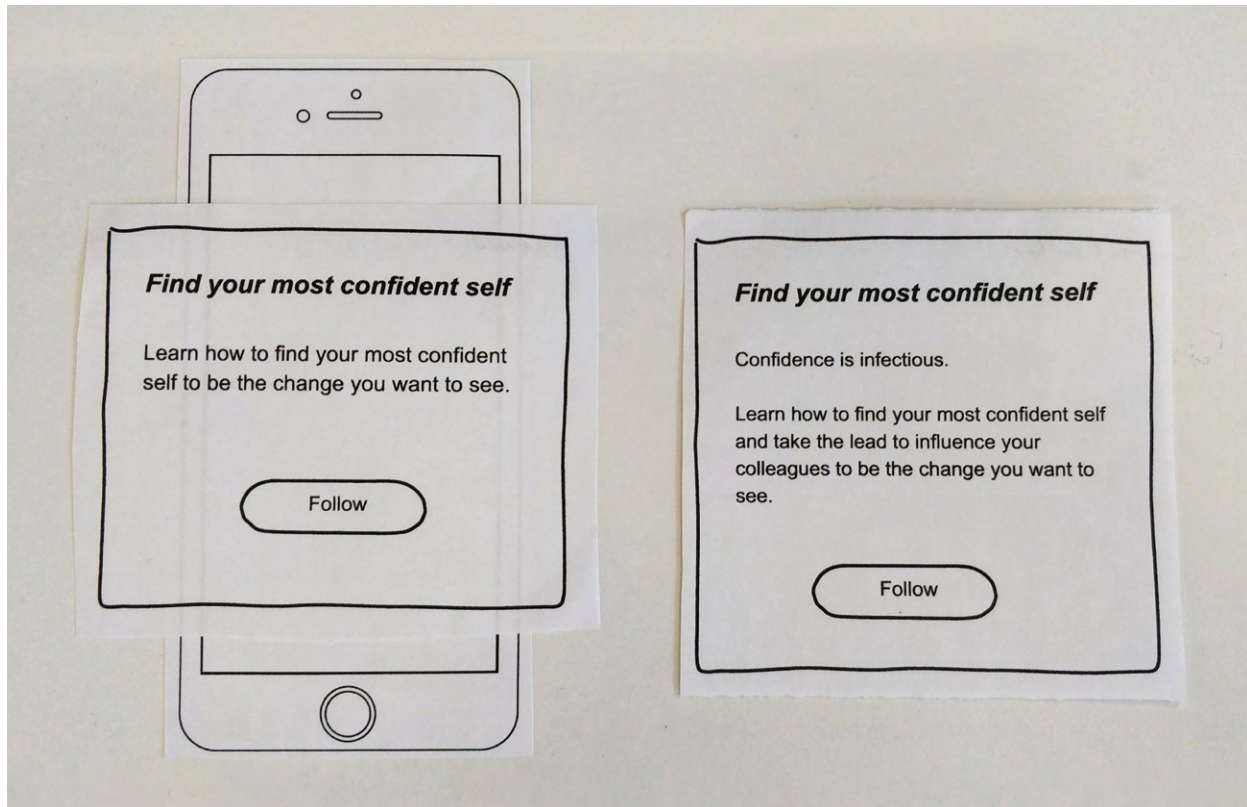 Find your most confident self
Learn how to find your most confident
self to be the change you want to see.
Follow
Find your most confident self
Confidence is infectious.
Learn how to find your most confident self
and take the lead to influence your
colleagues to be the change you want to
see.
Follow